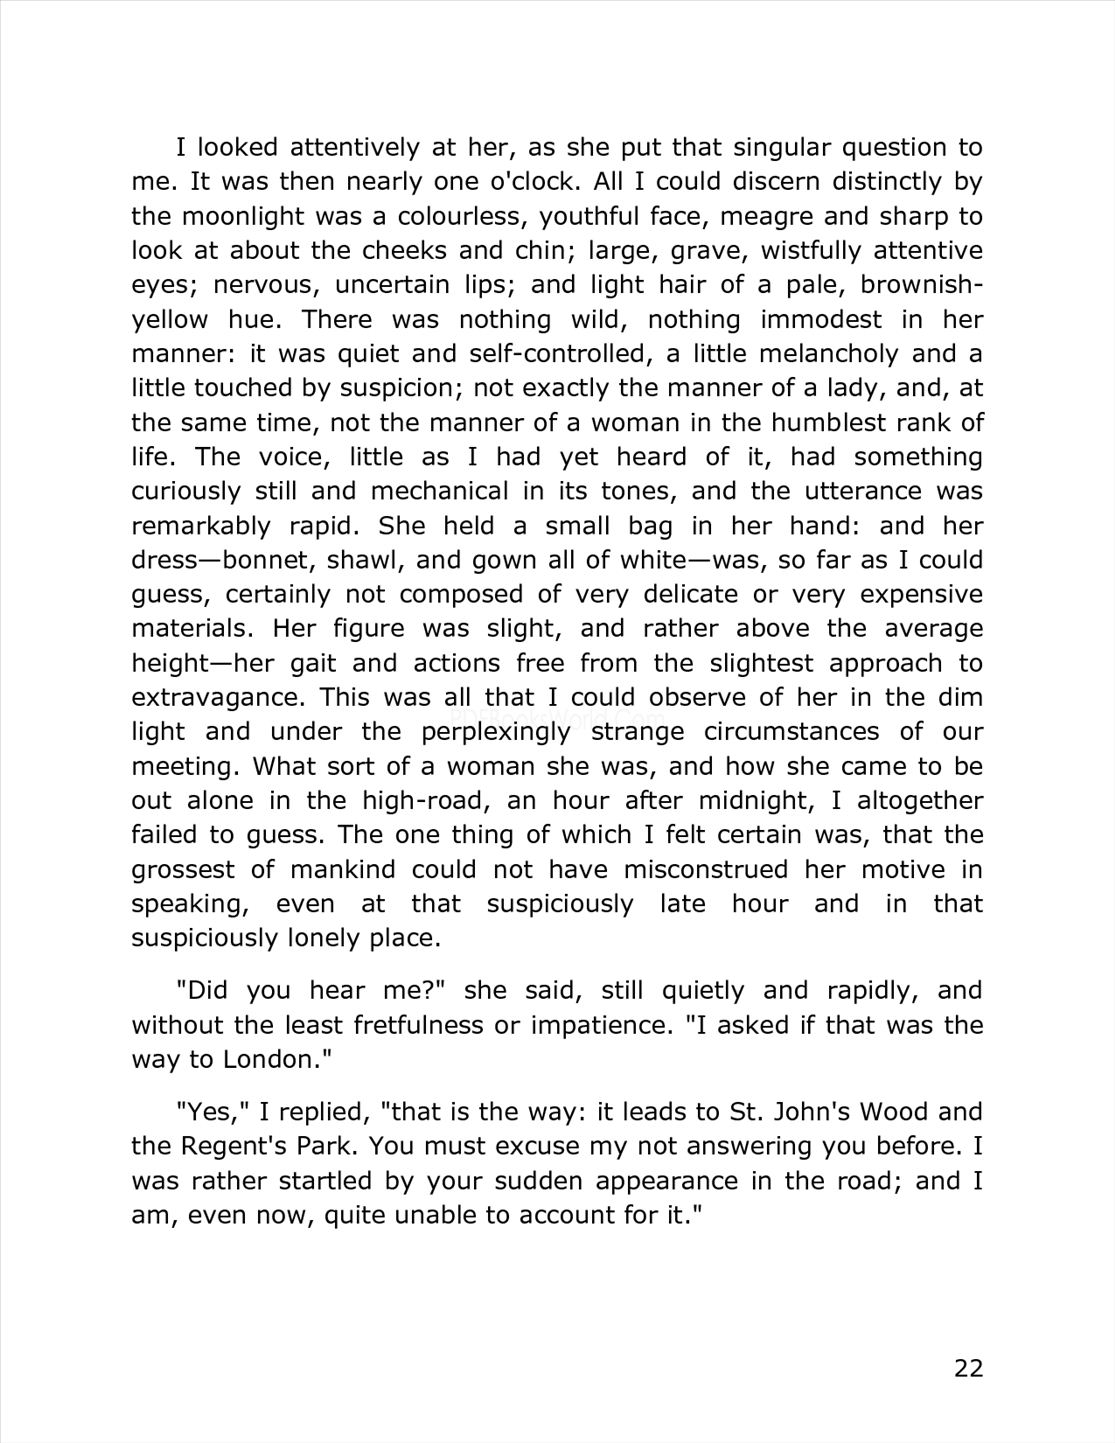 I looked attentively at her, as she put that singular question to
me. It was then nearly one o'clock. All I could discern distinctly by
the moonlight was a colourless, youthful face, meagre and sharp to
look at about the cheeks and chin; large, grave, wistfully attentive
eyes; nervous, uncertain lips; and light hair of a pale, brownish-
yellow hue. There was nothing wild, nothing immodest in her
manner: it was quiet and self-controlled, a little melancholy and a
little touched by suspicion; not exactly the manner of a lady, and, at
the same time, not the manner of a woman in the humblest rank of
life. The voice, little as I had yet heard of it, had something
curiously still and mechanical in its tones, and the utterance was
remarkably rapid. She held a small bag in her hand: and her
dress—bonnet, shawl, and gown all of white—was, so far as I could
guess, certainly not composed of very delicate or very expensive
materials. Her figure was slight, and rather above the average
height—her gait and actions free from the slightest approach to
extravagance. This was all that I could observe of her in the dim
PDFBooksWorld.Com
light and under the perplexingly strange circumstances of our
meeting. What sort of a woman she was, and how she came to be
out alone in the high-road, an hour after midnight, I altogether
failed to guess. The one thing of which I felt certain was, that the
grossest of mankind could not have misconstrued her motive in
speaking, even at that suspiciously late hour and in that
suspiciously lonely place.
"Did you hear me?" she said, still quietly and rapidly, and
without the least fretfulness or impatience. "I asked if that was the
way to London."
"Yes," I replied, "that is the way: it leads to St. John's Wood and
the Regent's Park. You must excuse my not answering you before. I
was rather startled by your sudden appearance in the road; and I
am, even now, quite unable to account for it."
22